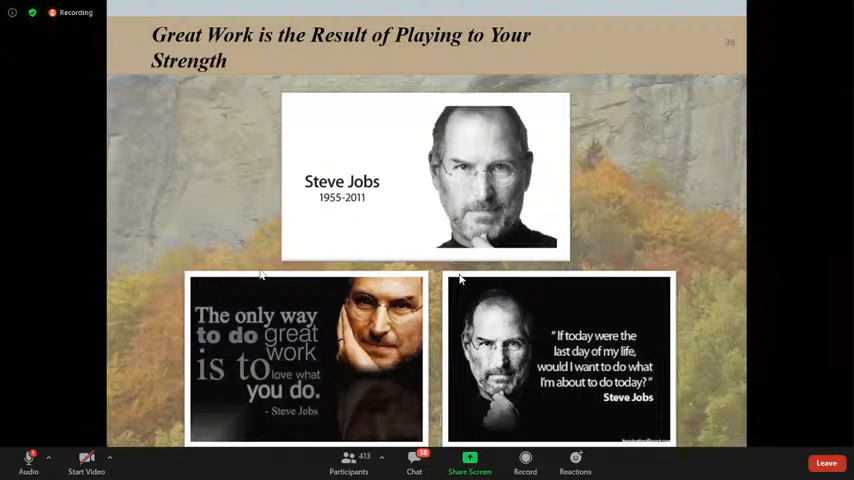 Recording
Great Work is the Result of Playing to Your
Strength
38
Steve Jobs
1955-2011
The only way
to do great
work
is to love what
you do.
- Steve Jobs
"If today were the
last day of my life,
would I want to do what
I'm about to do today?"
Steve Jobs
413
38
Audio
Start Video
Participants
Chat
Share Screen
Record
Reactions
Leave